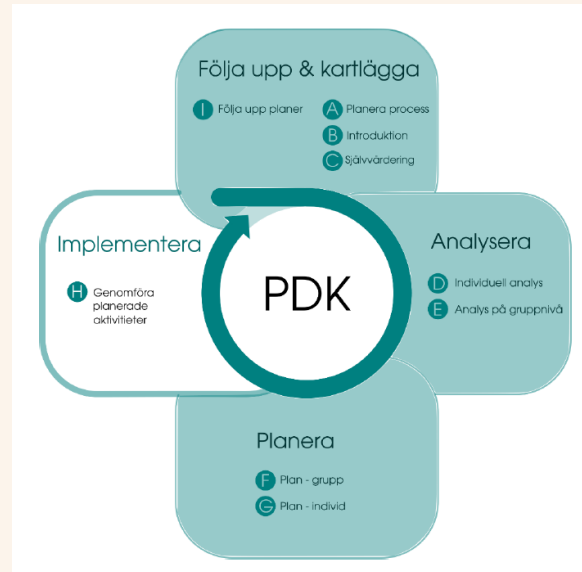 Följa upp & kartlägga
I Följa upp planer
A Planera process
B Introduktion
C Självvärdering
Analysera
D Individuell analys
E Analys på gruppnivå
Planera
F Plan - grupp
G Plan - individ
Implementera
H Genomföra
planerade
aktivitieter
PDK